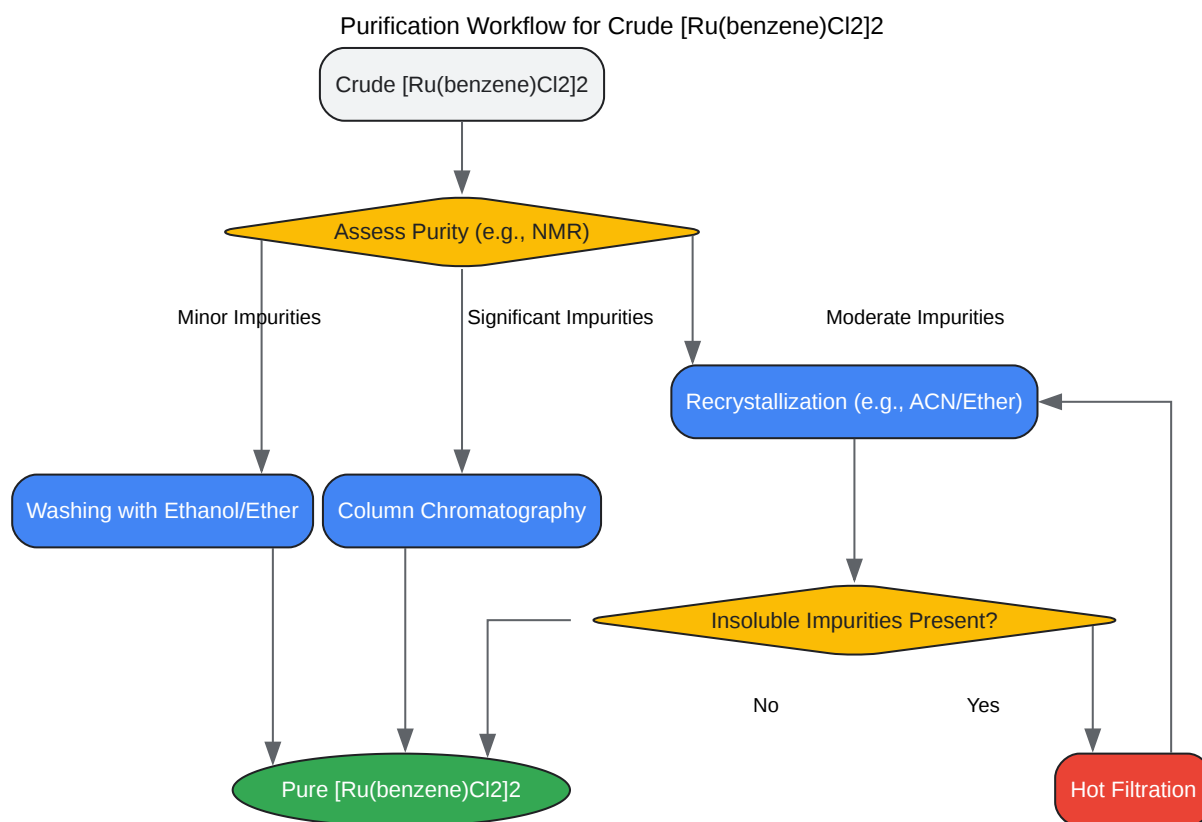 Purification Workflow for Crude [Ru(benzene)Cl2]2
Crude [Ru(benzene)Cl2]2
Assess Purity (e.g., NMR)
Minor Impurities
Significant Impurities
Moderate Impurities
Recrystallization (e.g., ACN/Ether)
Washing with Ethanol/Ether
Column Chromatography
Insoluble Impurities Present?
No
Yes
Pure [Ru(benzene)Cl2]2
Hot Filtration